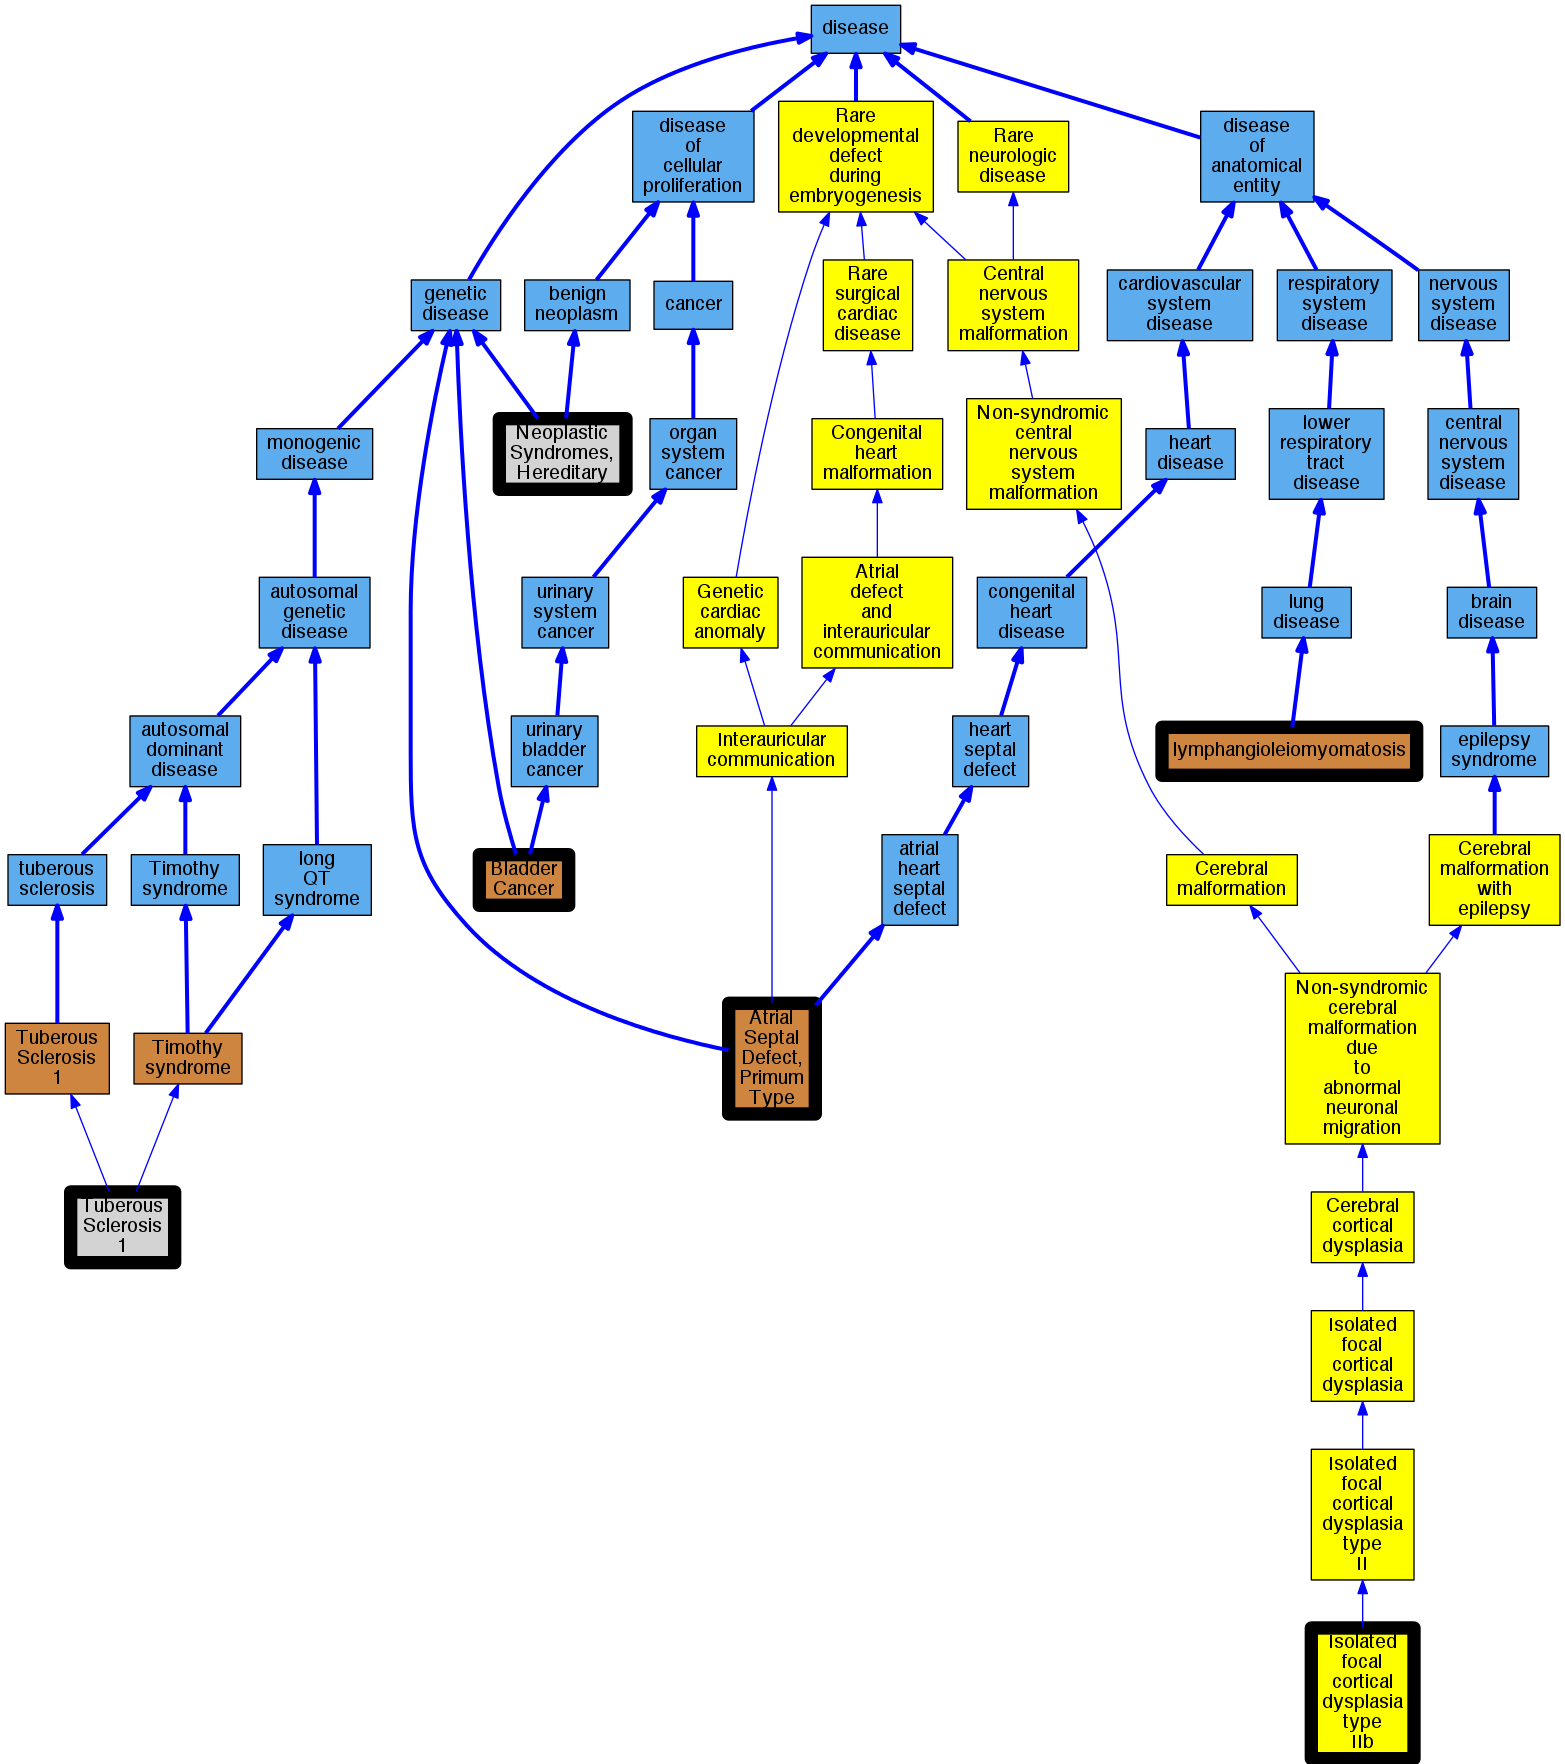 disease
disease
of
cellular
proliferation
Rare
developmental
defect
during
embryogenesis
Rare
neurologic
disease
disease
of
anatomical
entity
genetic
disease
benign
neoplasm
cancer
Rare
surgical
cardiac
disease
Central
nervous
system
malformation
cardiovascular
system
disease
respiratory
system
disease
nervous
system
disease
monogenic
disease
Neoplastic
Syndromes,
Hereditary
organ
system
cancer
Congenital
heart
malformation
Non-syndromic
central
nervous
system
malformation
heart
disease
lower
respiratory
tract
disease
central
nervous
system
disease
autosomal
genetic
disease
urinary
system
cancer
Genetic
cardiac
anomaly
Atrial
defect
and
interauricular
communication
congenital
heart
disease
lung
disease
brain
disease
autosomal
dominant
disease
urinary
bladder
cancer
Interauricular
communication
heart
septal
defect
lymphangioleiomyomatosis
epilepsy
syndrome
tuberous
sclerosis
Timothy
syndrome
long
QT
syndrome
Bladder
Cancer
atrial
heart
septal
defect
Cerebral
malformation
Cerebral
malformation
with
epilepsy
Tuberous
Sclerosis
1
Timothy
syndrome
Atrial
Septal
Defect,
Primum
Type
Non-syndromic
cerebral
malformation
due
to
abnormal
neuronal
migration
Tuberous
Sclerosis
1
Cerebral
cortical
dysplasia
Isolated
focal
cortical
dysplasia
Isolated
focal
cortical
dysplasia
type
II
Isolated
focal
cortical
dysplasia
type
IIb